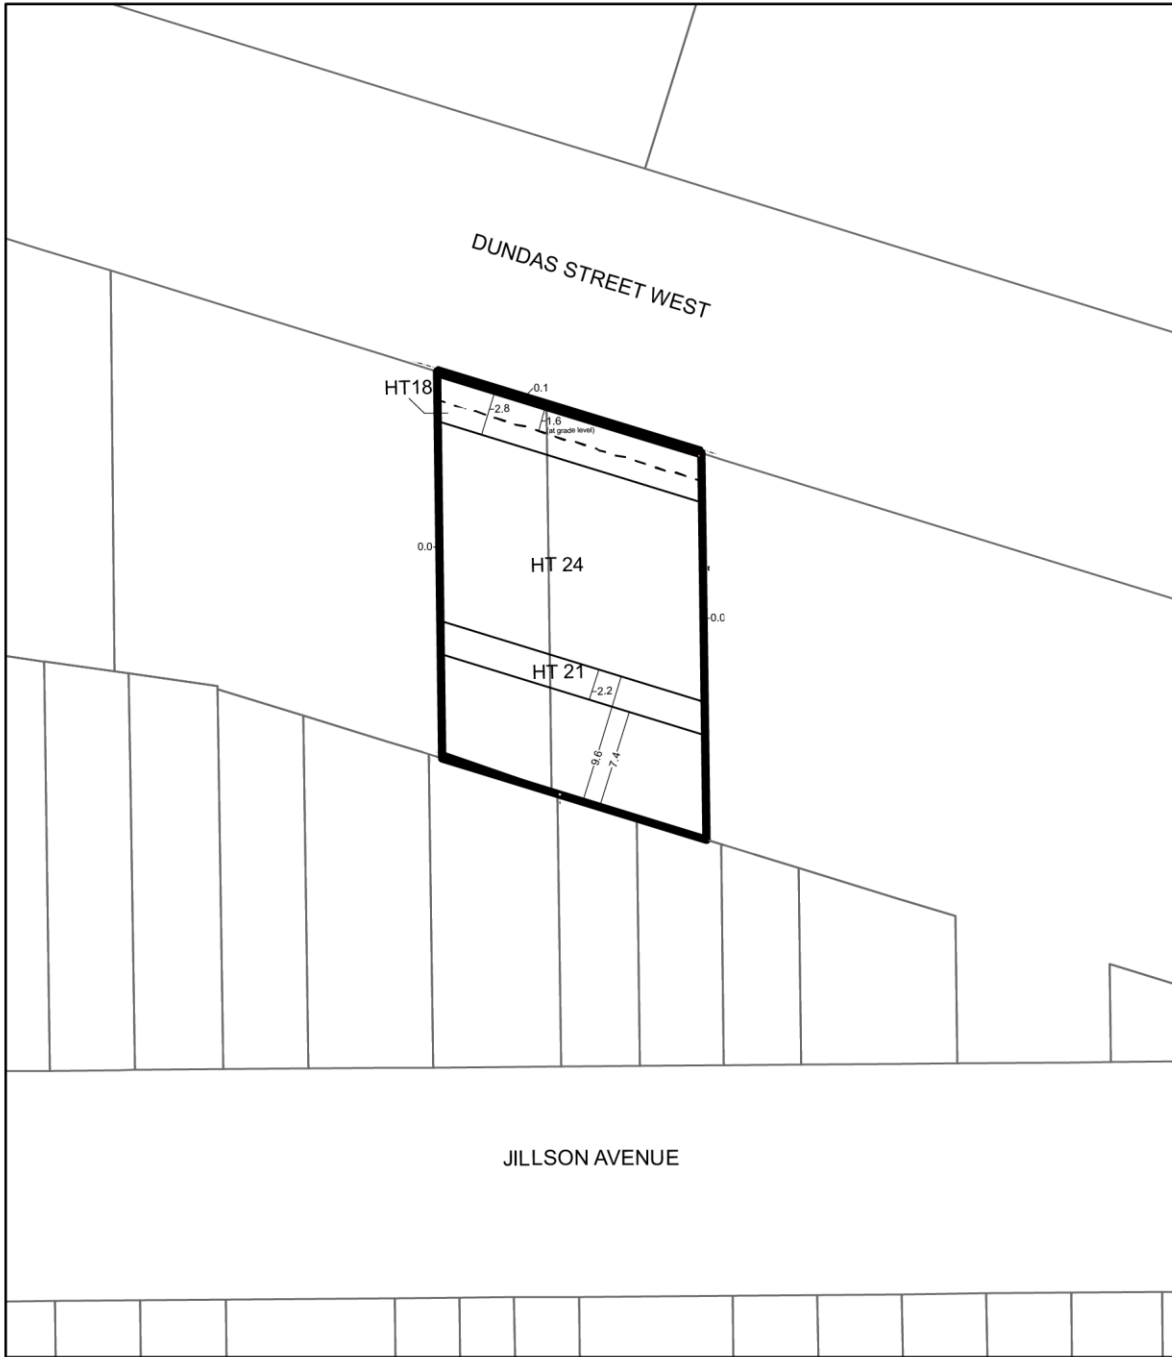 DUNDAS STREET WEST
HT18
0.1
2.8
1.6
(at grade level)
0.0
HT 24
0.0
HT 21
2.2
9.6
7.4
JILLSON AVENUE